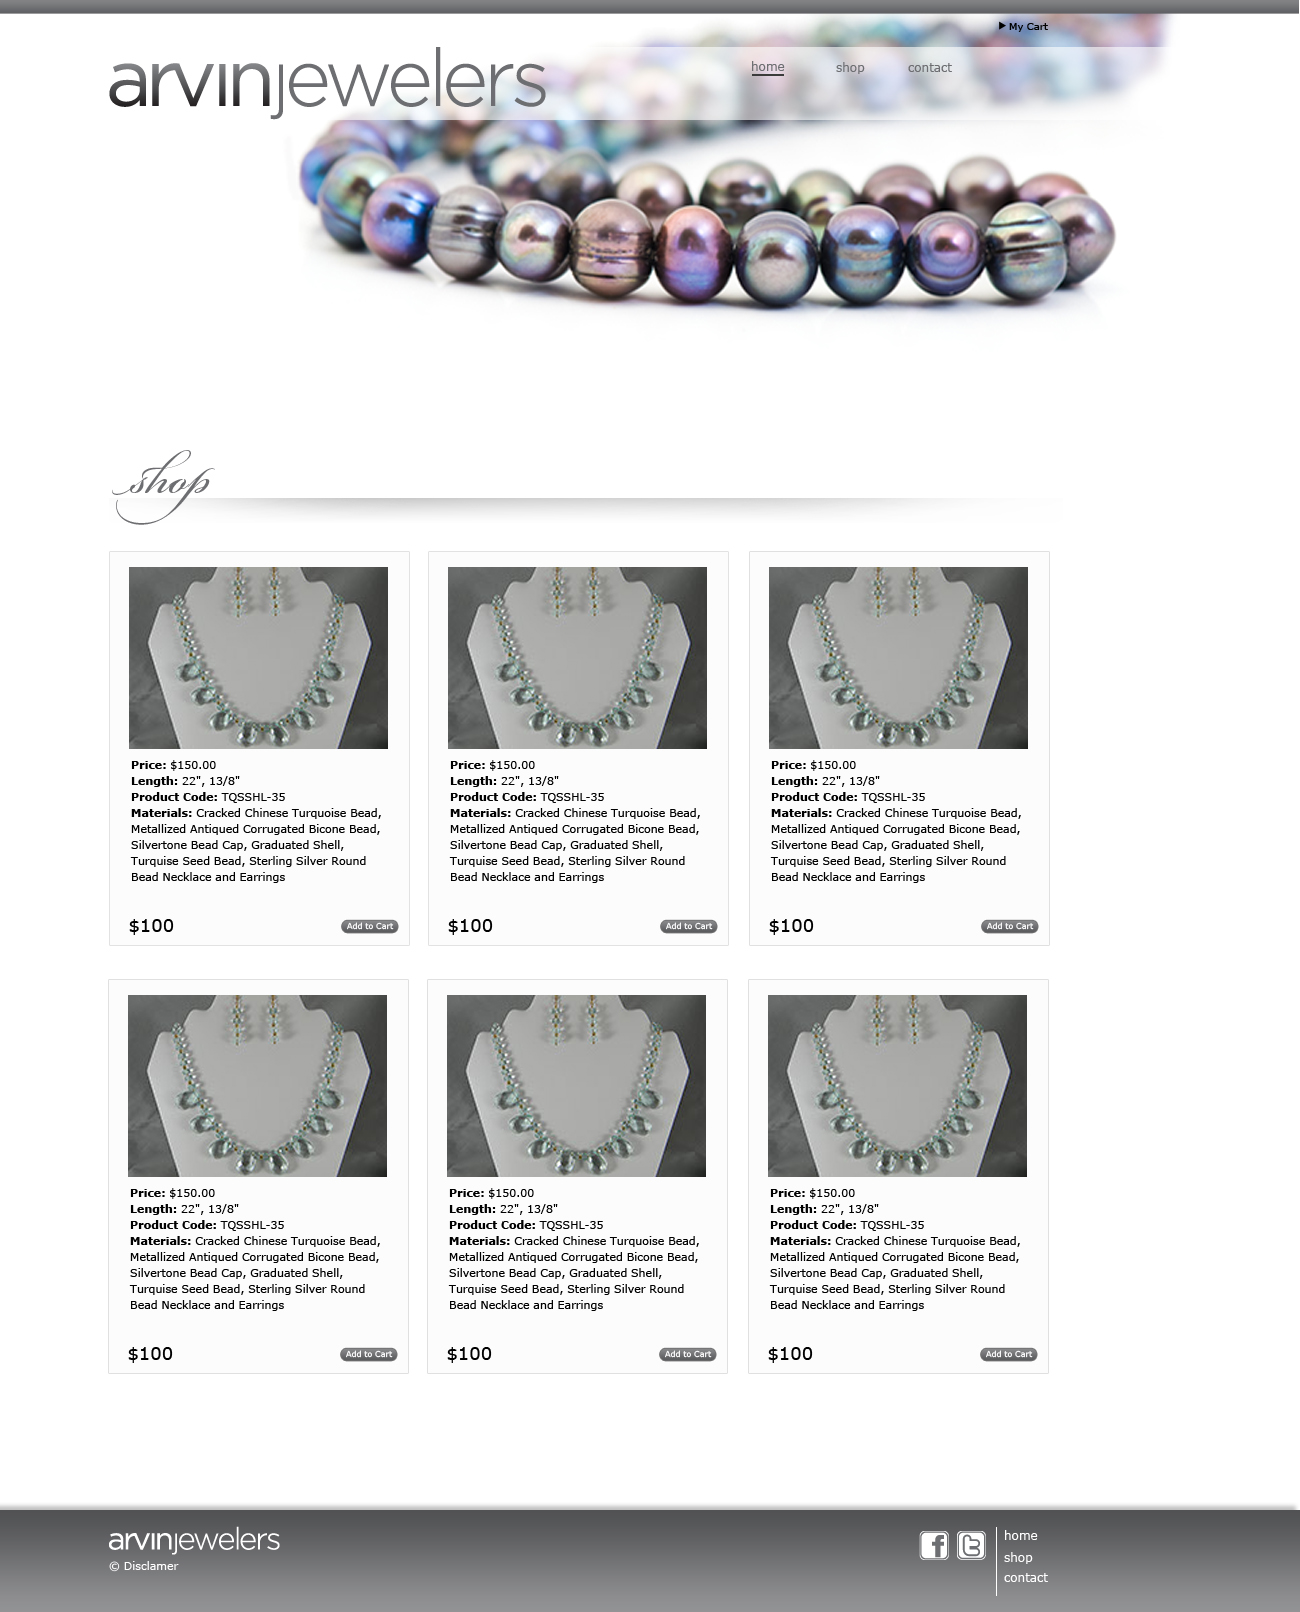 My Cart
arvinjewelers
home shop contact
shop
Price: $150.00
Length: 22", 13/8"
Product Code: TQSSHL-35
Materials: Cracked Chinese Turquoise Bead,
Metallized Antiqued Corrugated Bicone Bead,
Silvertone Bead Cap, Graduated Shell,
Turquise Seed Bead, Sterling Silver Round
Bead Necklace and Earrings
$100
Add to Cart
Price: $150.00
Length: 22", 13/8"
Product Code: TQSSHL-35
Materials: Cracked Chinese Turquoise Bead,
Metallized Antiqued Corrugated Bicone Bead,
Silvertone Bead Cap, Graduated Shell,
Turquise Seed Bead, Sterling Silver Round
Bead Necklace and Earrings
$100
Add to Cart
Price: $150.00
Length: 22", 13/8"
Product Code: TQSSHL-35
Materials: Cracked Chinese Turquoise Bead,
Metallized Antiqued Corrugated Bicone Bead,
Silvertone Bead Cap, Graduated Shell,
Turquise Seed Bead, Sterling Silver Round
Bead Necklace and Earrings
$100
Add to Cart
Price: $150.00
Length: 22", 13/8"
Product Code: TQSSHL-35
Materials: Cracked Chinese Turquoise Bead,
Metallized Antiqued Corrugated Bicone Bead,
Silvertone Bead Cap, Graduated Shell,
Turquise Seed Bead, Sterling Silver Round
Bead Necklace and Earrings
$100
Add to Cart
Price: $150.00
Length: 22", 13/8"
Product Code: TQSSHL-35
Materials: Cracked Chinese Turquoise Bead,
Metallized Antiqued Corrugated Bicone Bead,
Silvertone Bead Cap, Graduated Shell,
Turquise Seed Bead, Sterling Silver Round
Bead Necklace and Earrings
$100
Add to Cart
Price: $150.00
Length: 22", 13/8"
Product Code: TQSSHL-35
Materials: Cracked Chinese Turquoise Bead,
Metallized Antiqued Corrugated Bicone Bead,
Silvertone Bead Cap, Graduated Shell,
Turquise Seed Bead, Sterling Silver Round
Bead Necklace and Earrings
$100
Add to Cart
arvinjewelers
© Disclamer
home
shop
contact